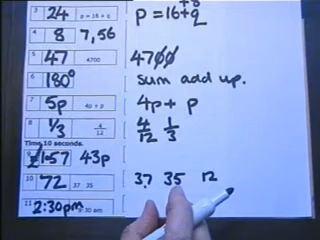 3 24 p = 16 + q p = 16 + q +8
4 8 7,56
5 47 4700 4700
6 180° Sum add up.
7 5p 4p + p 4p + p
8 1/3 4/12 4/12 1/3
Time 10 seconds.
9 £1.57 43p
10 72 37 35 37 35 12
11 2:30pm :30 am